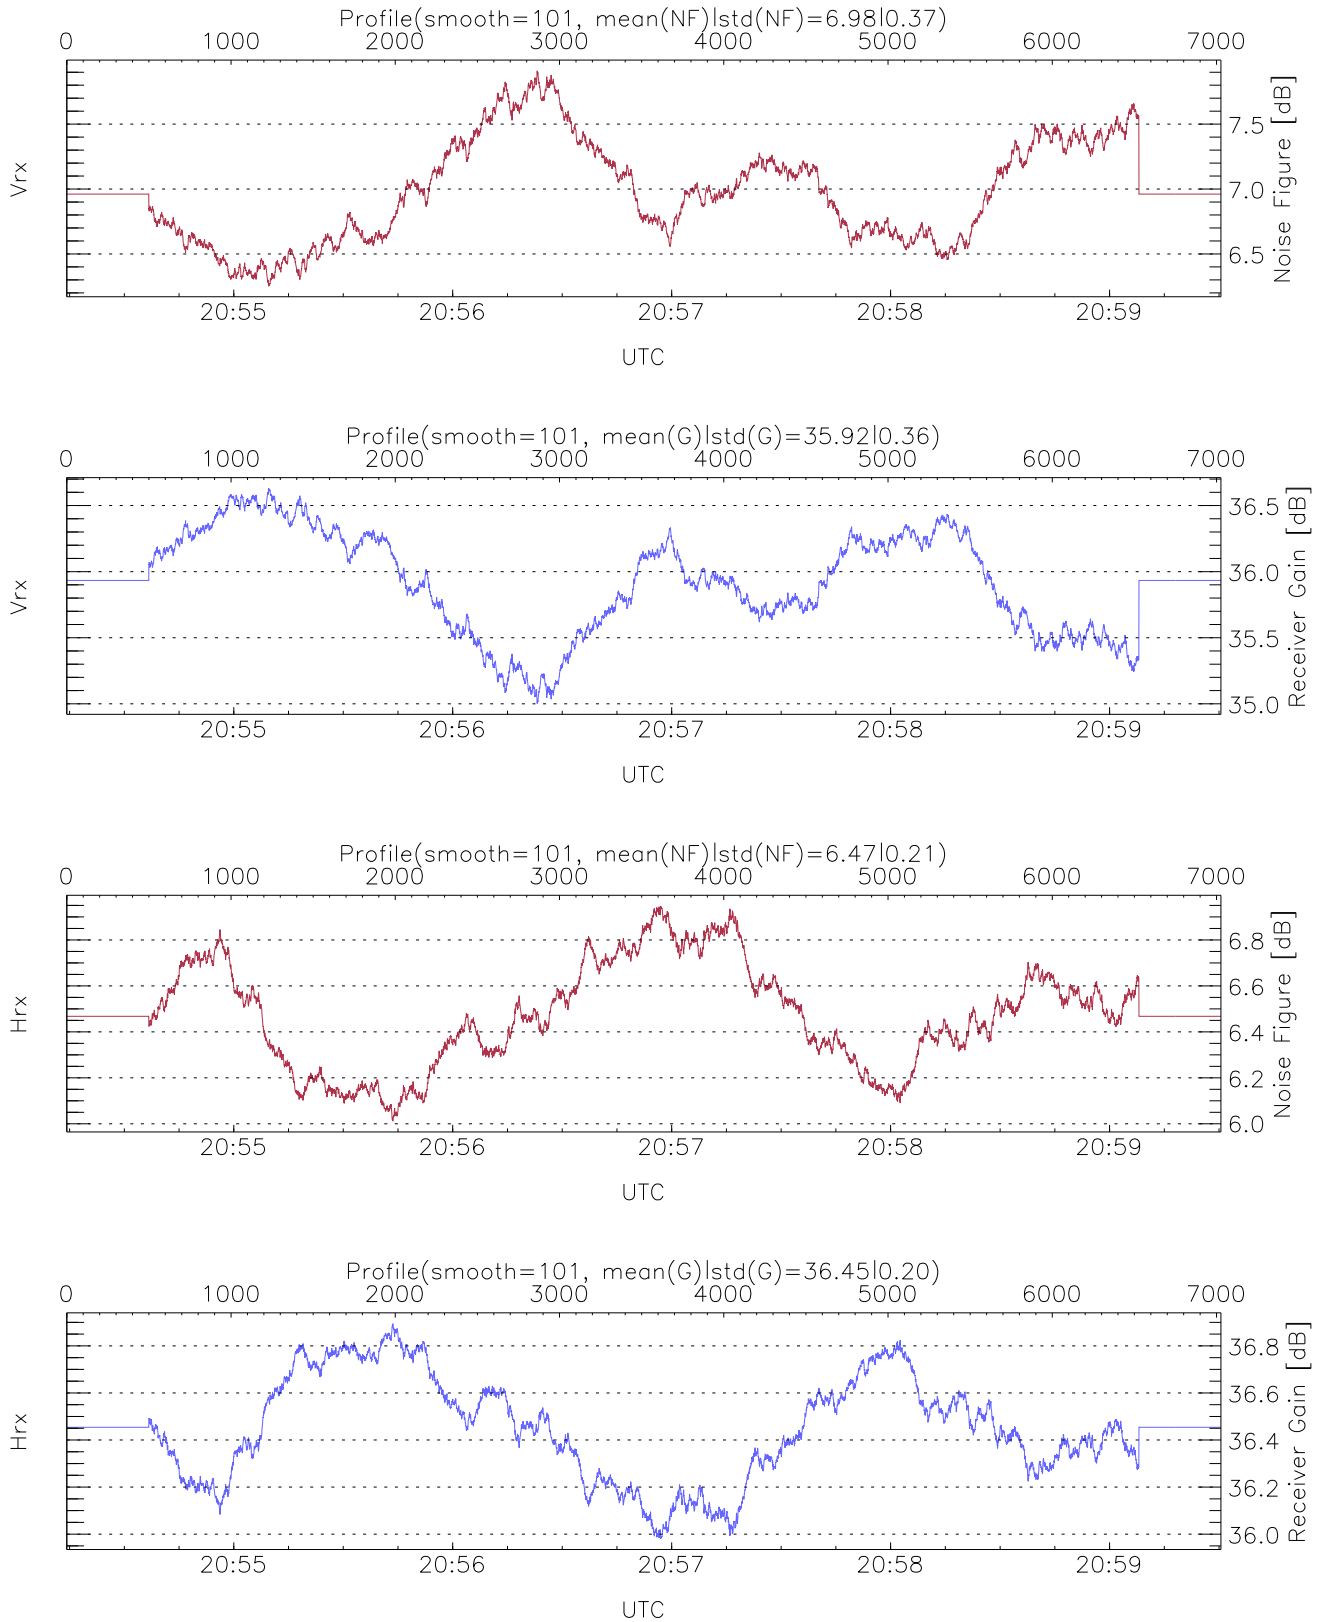 Profile(smooth=101, mean(NF)|std(NF)=6.98|0.37)
0 1000 2000 3000 4000 5000 6000 7000
Vrx
7.5
7.0
6.5
Noise Figure [dB]
20:55 20:56 20:57 20:58 20:59
UTC
Profile(smooth=101, mean(G)|std(G)=35.92|0.36)
0 1000 2000 3000 4000 5000 6000 7000
Vrx
36.5
36.0
35.5
35.0
Receiver Gain [dB]
20:55 20:56 20:57 20:58 20:59
UTC
Profile(smooth=101, mean(NF)|std(NF)=6.47|0.21)
0 1000 2000 3000 4000 5000 6000 7000
Hrx
6.8
6.6
6.4
6.2
6.0
Noise Figure [dB]
20:55 20:56 20:57 20:58 20:59
UTC
Profile(smooth=101, mean(G)|std(G)=36.45|0.20)
0 1000 2000 3000 4000 5000 6000 7000
Hrx
36.8
36.6
36.4
36.2
36.0
Receiver Gain [dB]
20:55 20:56 20:57 20:58 20:59
UTC